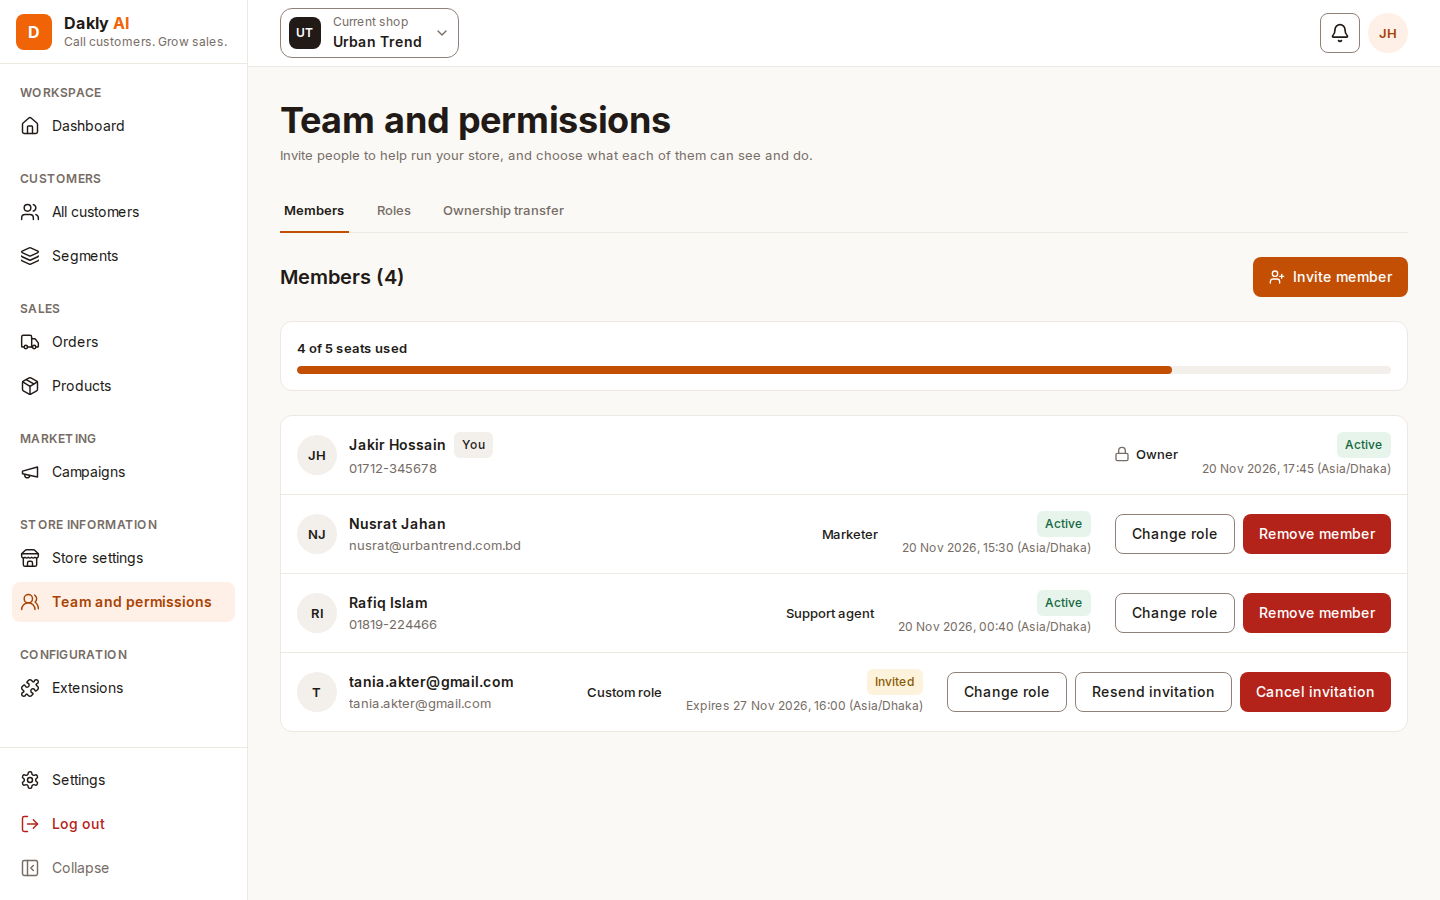 D
Dakly AI
Call customers. Grow sales.
WORKSPACE
Dashboard
CUSTOMERS
All customers
Segments
SALES
Orders
Products
MARKETING
Campaigns
STORE INFORMATION
Store settings
Team and permissions
CONFIGURATION
Extensions
Settings
Log out
Collapse
UT
Current shop
Urban Trend
JH
Team and permissions
Invite people to help run your store, and choose what each of them can see and do.
Members Roles Ownership transfer
Members (4)
Invite member
4 of 5 seats used
JH
Jakir Hossain You
01712-345678
Owner
Active
20 Nov 2026, 17:45 (Asia/Dhaka)
NJ
Nusrat Jahan
nusrat@urbantrend.com.bd
Marketer
Active
20 Nov 2026, 15:30 (Asia/Dhaka)
Change role
Remove member
RI
Rafiq Islam
01819-224466
Support agent
Active
20 Nov 2026, 00:40 (Asia/Dhaka)
Change role
Remove member
T
tania.akter@gmail.com
tania.akter@gmail.com
Custom role
Invited
Expires 27 Nov 2026, 16:00 (Asia/Dhaka)
Change role
Resend invitation
Cancel invitation